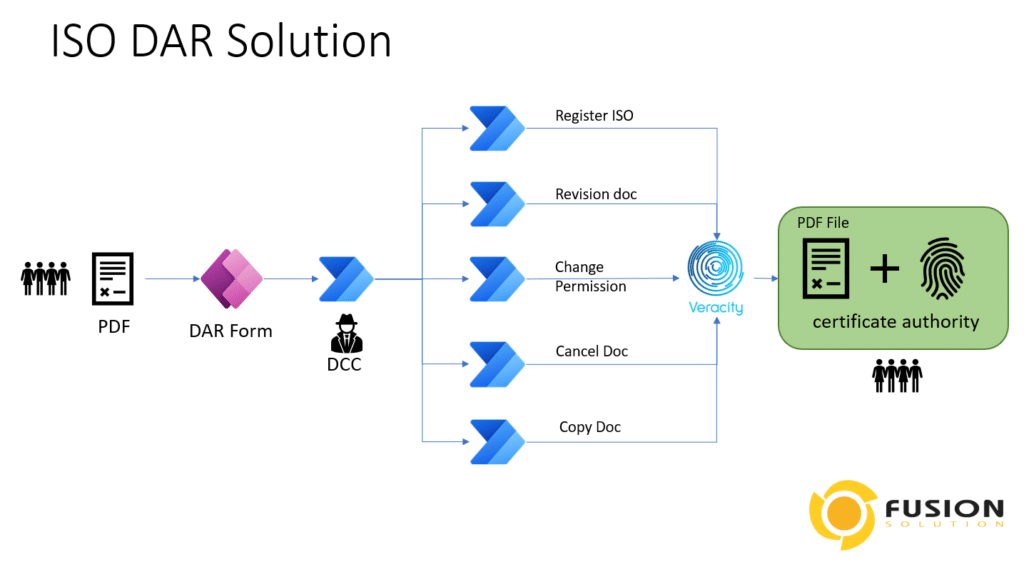 ISO DAR Solution
PDF
DAR Form
DCC
Register ISO
Revision doc
Change
Permission
Cancel Doc
Copy Doc
Veracity
PDF File
certificate authority
FUSION
SOLUTION